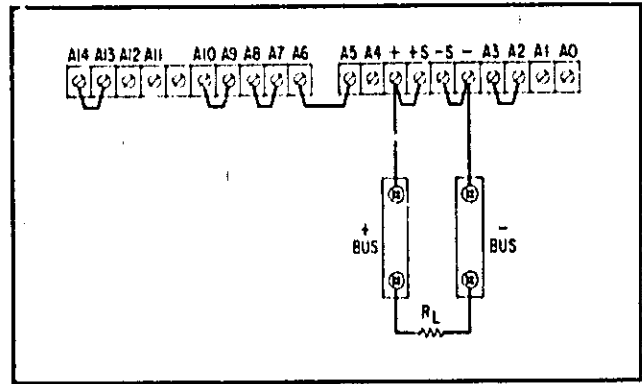 A14 A13 A12 A11 A10 A9 A8 A7 A6 A5 A4 + +S -S - A3 A2 A1 A0
+ BUS
- BUS
RL